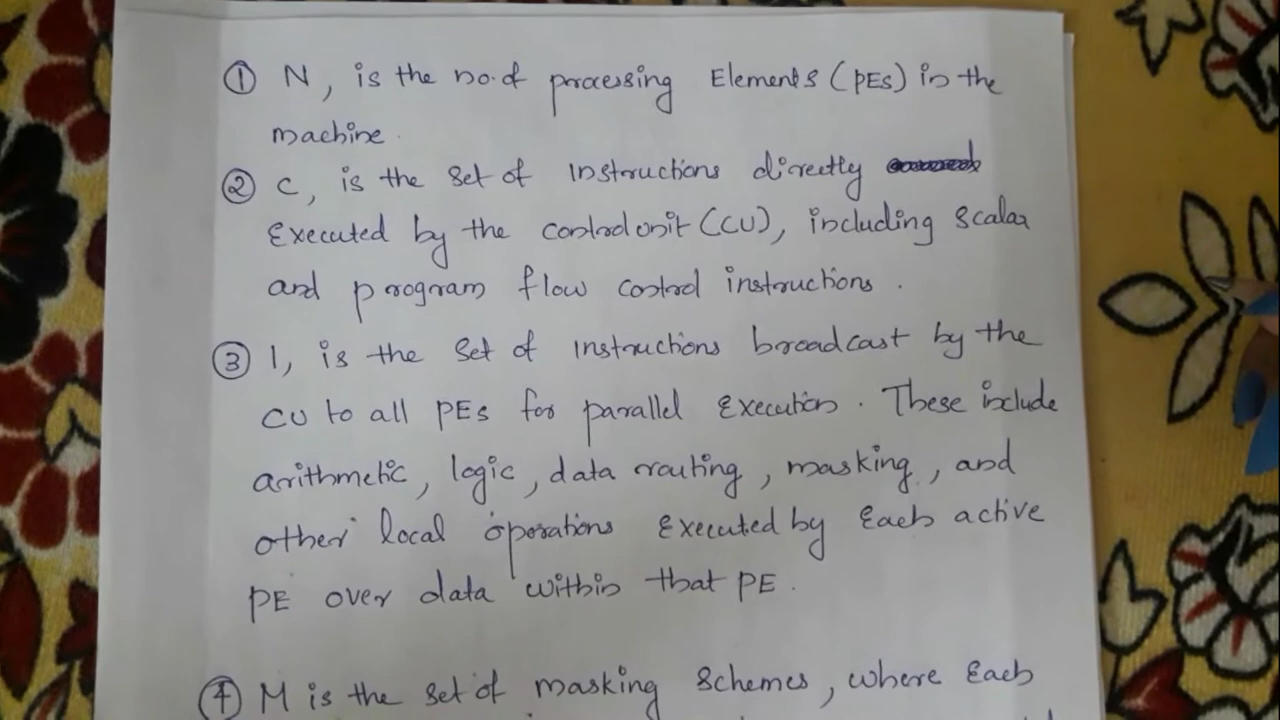 ① N, is the no. of processing Elements (PEs) in the
machine.
② C, is the set of instructions directly
Executed by the control unit (CU), including scalar
and program flow control instructions.
③ I, is the set of instructions broadcast by the
CU to all PEs for parallel Execution. These include
arithmetic, logic, data routing, masking, and
other local operations Executed by Each active
PE over data within that PE.
④ M is the set of masking schemes, where Each